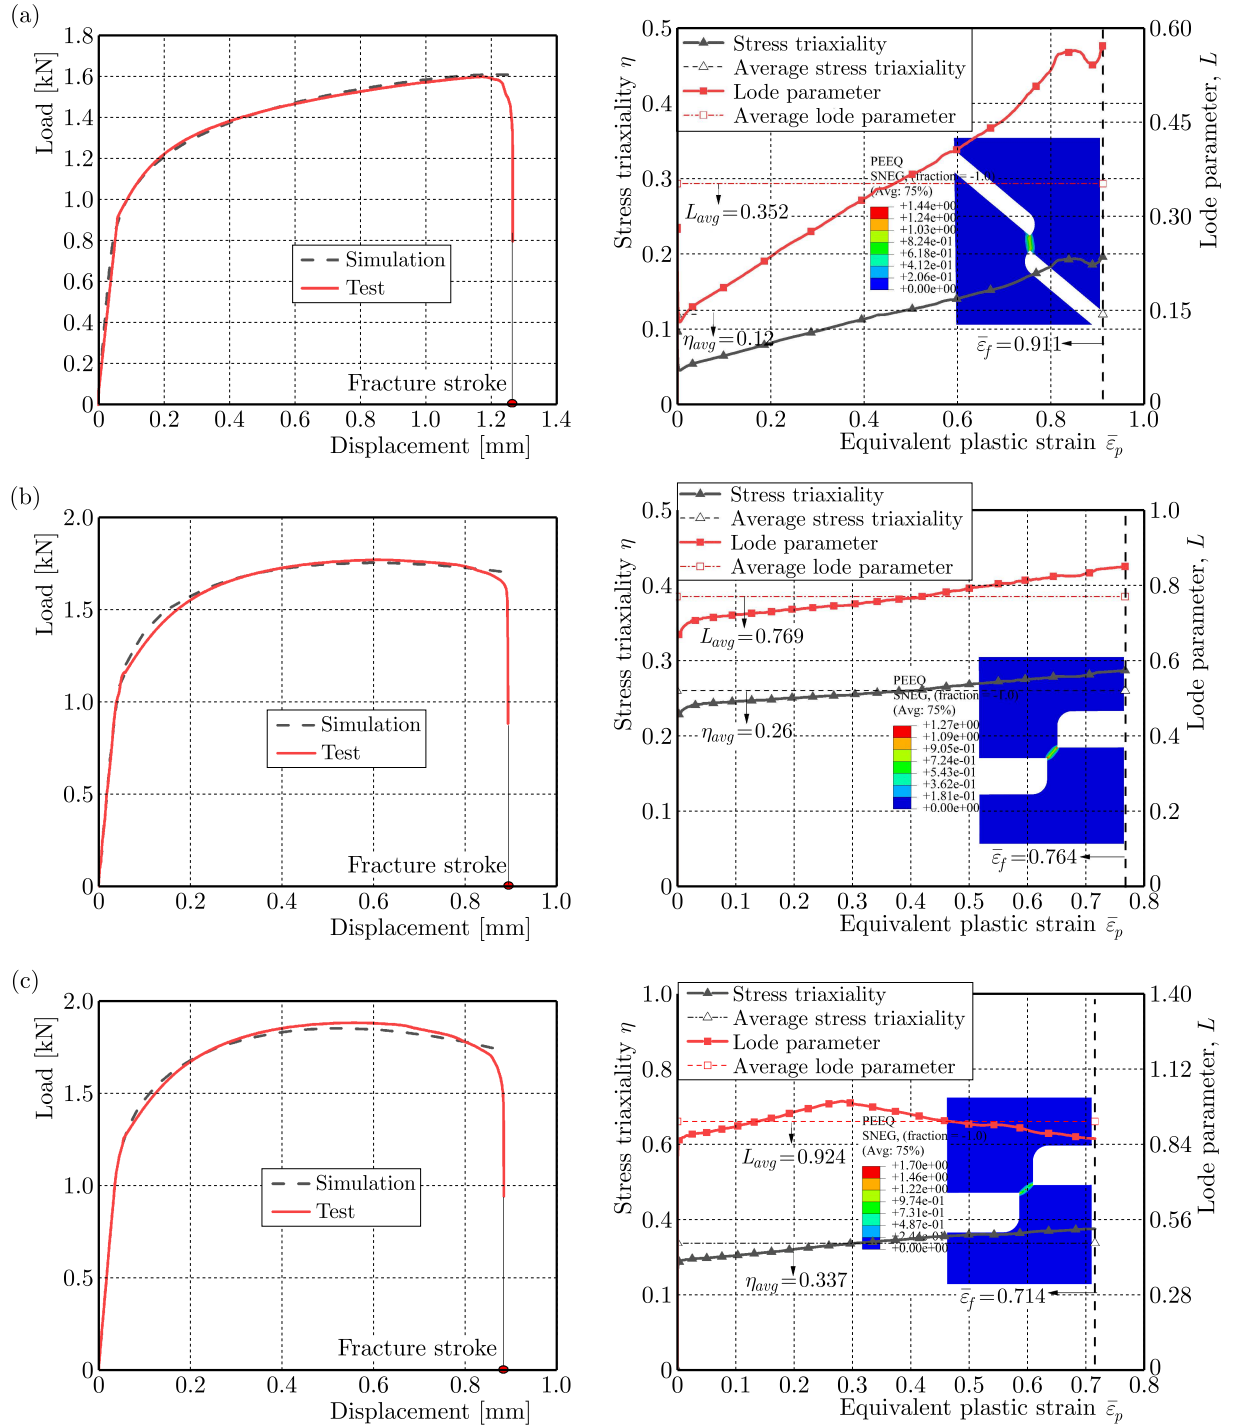 (a)
1.8
1.6
1.4
1.2
1.0
0.8
0.6
0.4
0.2
0
Load [kN]
Simulation
Test
Fracture stroke
0 0.2 0.4 0.6 0.8 1.0 1.2 1.4
Displacement [mm]
0.5
0.4
0.3
0.2
0.1
0
Stress triaxiality η
Stress triaxiality
Average stress triaxiality
Lode parameter
Average lode parameter
PEEQ
SNEG, (fraction = -1.0)
(Avg: 75%)
+1.44e+00
+1.24e+00
+1.03e+00
+8.24e-01
+6.18e-01
+4.12e-01
+2.06e-01
+0.00e+00
L_avg=0.352
η_avg=0.12
ε̄_f=0.911
0.60
0.45
0.30
0.15
0
Lode parameter, L
0 0.2 0.4 0.6 0.8 1.0
Equivalent plastic strain ε̄_p
(b)
2.0
1.5
1.0
0.5
0
Load [kN]
Simulation
Test
Fracture stroke
0 0.2 0.4 0.6 0.8 1.0
Displacement [mm]
0.5
0.4
0.3
0.2
0.1
0
Stress triaxiality η
Stress triaxiality
Average stress triaxiality
Lode parameter
Average lode parameter
L_avg=0.769
η_avg=0.26
PEEQ
SNEG, (fraction = -1.0)
(Avg: 75%)
+1.27e+00
+1.09e+00
+9.05e-01
+7.24e-01
+5.43e-01
+3.62e-01
+1.81e-01
+0.00e+00
ε̄_f=0.764
1.0
0.8
0.6
0.4
0.2
0
Lode parameter, L
0 0.1 0.2 0.3 0.4 0.5 0.6 0.7 0.8
Equivalent plastic strain ε̄_p
(c)
2.0
1.5
1.0
0.5
0
Load [kN]
Simulation
Test
Fracture stroke
0 0.2 0.4 0.6 0.8 1.0
Displacement [mm]
1.0
0.8
0.6
0.4
0.1
0
Stress triaxiality η
Stress triaxiality
Average stress triaxiality
Lode parameter
Average lode parameter
PEEQ
SNEG, (fraction = -1.0)
(Avg: 75%)
+1.70e+00
+1.46e+00
+1.22e+00
+9.74e-01
+7.31e-01
+4.87e-01
+0.00e+00
L_avg=0.924
η_avg=0.337
ε̄_f=0.714
1.40
1.12
0.84
0.56
0.28
0
Lode parameter, L
0 0.1 0.2 0.3 0.4 0.5 0.6 0.7 0.8
Equivalent plastic strain ε̄_p